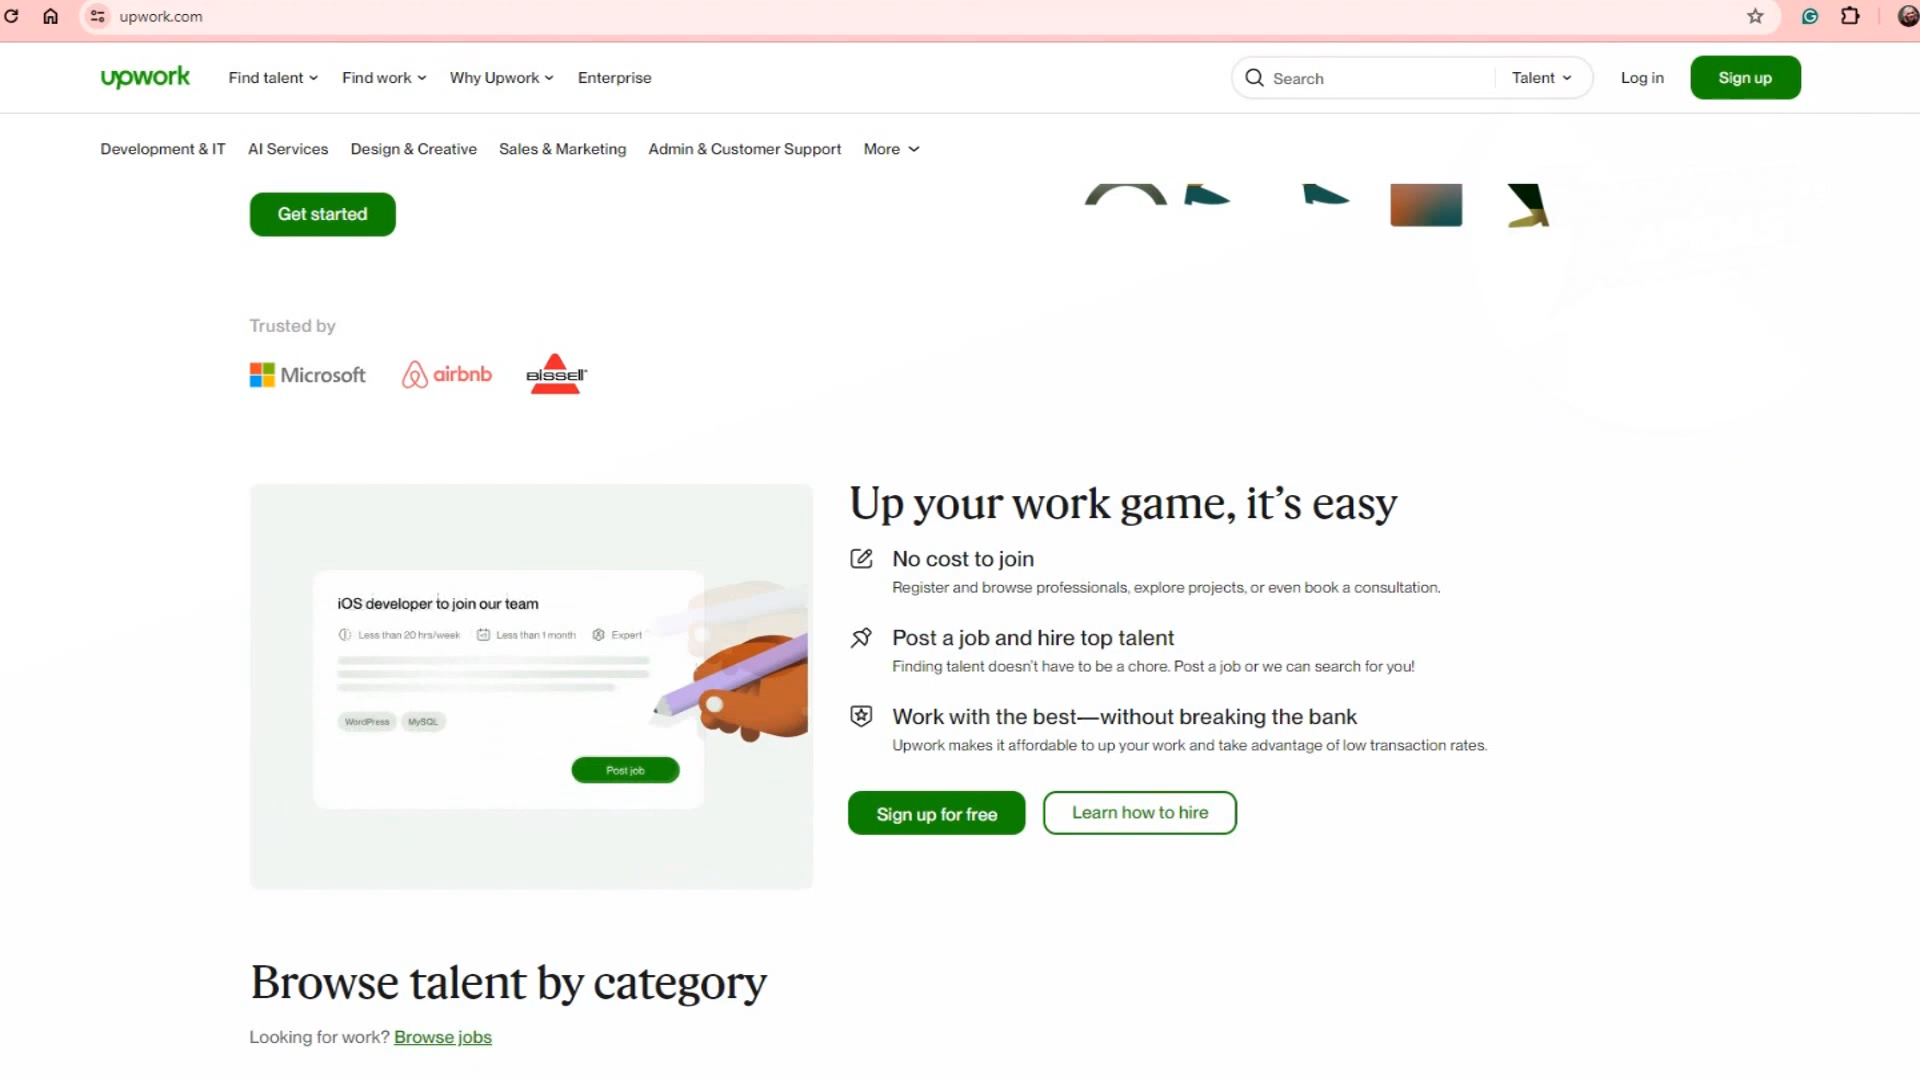 upwork.com
upwork
Find talent
Find work
Why Upwork
Enterprise
Search
Talent
Log in
Sign up
Development & IT
AI Services
Design & Creative
Sales & Marketing
Admin & Customer Support
More
Get started
Trusted by
Microsoft
airbnb
BISSELL
Up your work game, it's easy
No cost to join
Register and browse professionals, explore projects, or even book a consultation.
Post a job and hire top talent
Finding talent doesn't have to be a chore. Post a job or we can search for you!
Work with the best—without breaking the bank
Upwork makes it affordable to up your work and take advantage of low transaction rates.
Sign up for free
Learn how to hire
iOS developer to join our team
Less than 20 hrs/week
Less than 1 month
Expert
WordPress
MySQL
Post job
Browse talent by category
Looking for work? Browse jobs